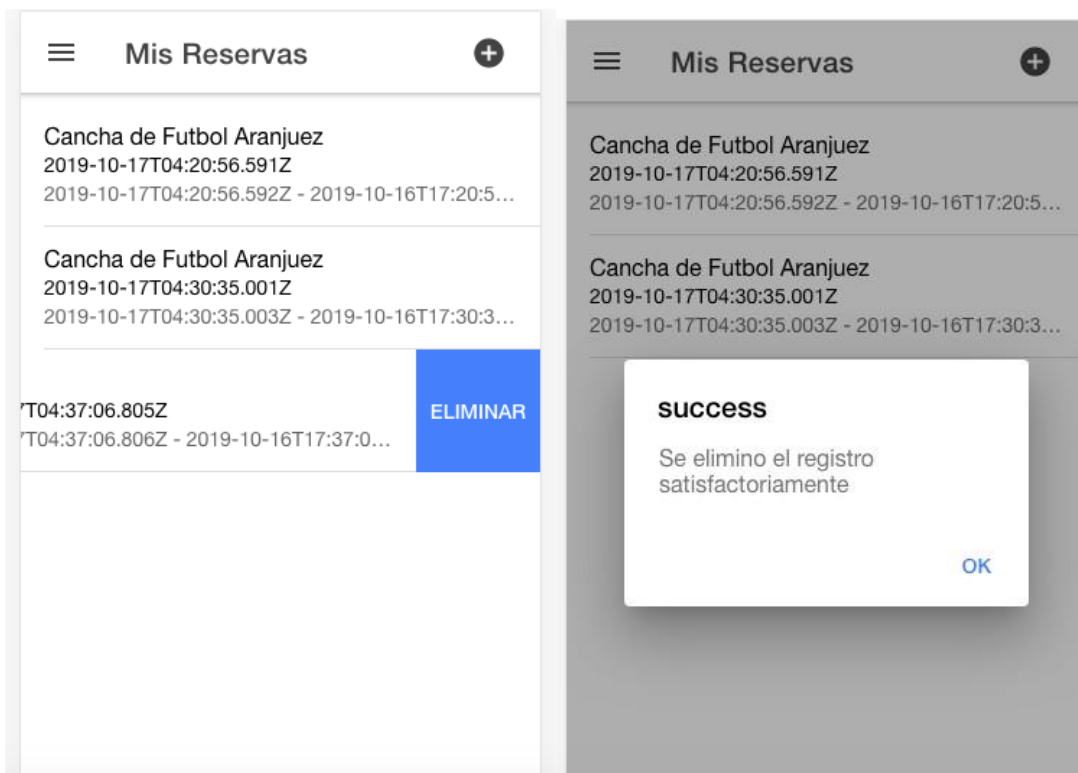 Mis Reservas
Cancha de Futbol Aranjuez
2019-10-17T04:20:56.591Z
2019-10-17T04:20:56.592Z - 2019-10-16T17:20:5...
Cancha de Futbol Aranjuez
2019-10-17T04:30:35.001Z
2019-10-17T04:30:35.003Z - 2019-10-16T17:30:3...
T04:37:06.805Z
T04:37:06.806Z - 2019-10-16T17:37:0...
ELIMINAR
Mis Reservas
Cancha de Futbol Aranjuez
2019-10-17T04:20:56.591Z
2019-10-17T04:20:56.592Z - 2019-10-16T17:20:5...
Cancha de Futbol Aranjuez
2019-10-17T04:30:35.001Z
2019-10-17T04:30:35.003Z - 2019-10-16T17:30:3...
success
Se elimino el registro
satisfactoriamente
OK